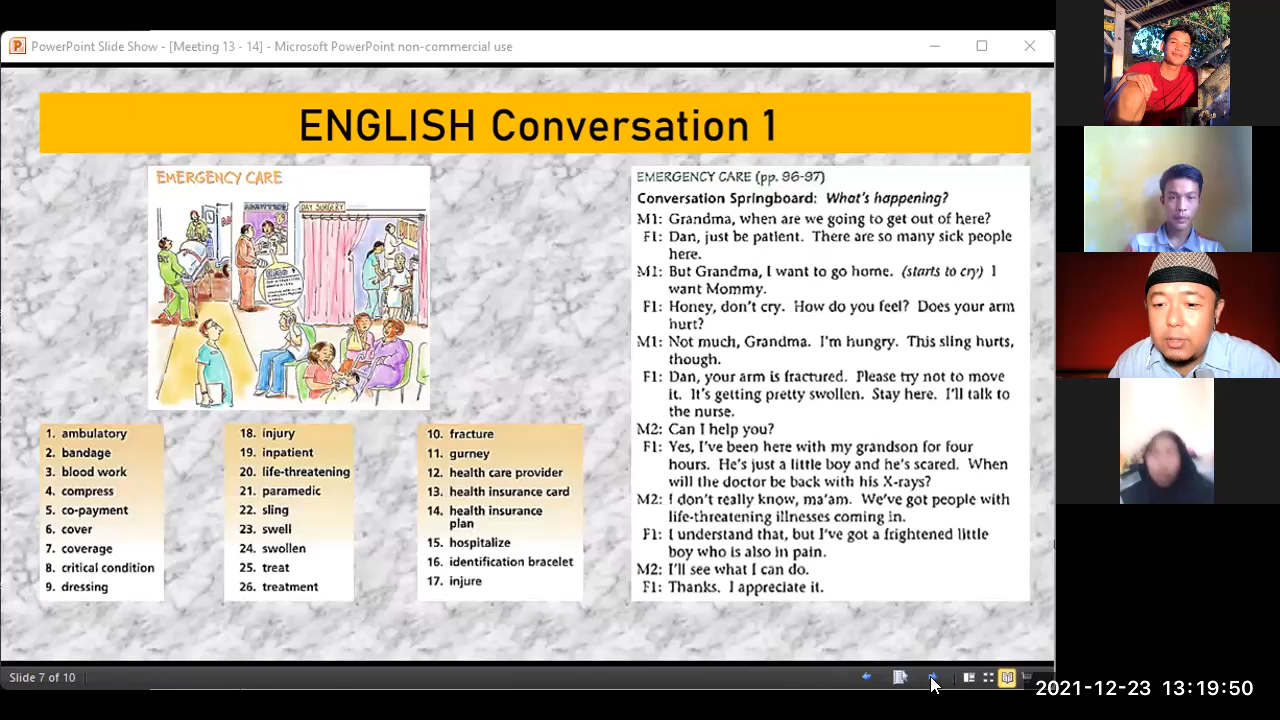 PowerPoint Slide Show - [Meeting 13 - 14] - Microsoft PowerPoint non-commercial use
ENGLISH Conversation 1
EMERGENCY CARE
DAY SURGERY
1. ambulatory
2. bandage
3. blood work
4. compress
5. co-payment
6. cover
7. coverage
8. critical condition
9. dressing
18. injury
19. inpatient
20. life-threatening
21. paramedic
22. sling
23. swell
24. swollen
25. treat
26. treatment
10. fracture
11. gurney
12. health care provider
13. health insurance card
14. health insurance
plan
15. hospitalize
16. identification bracelet
17. injure
EMERGENCY CARE (pp. 96-97)
Conversation Springboard: What's happening?
M1: Grandma, when are we going to get out of here?
F1: Dan, just be patient. There are so many sick people
here.
M1: But Grandma, I want to go home. (starts to cry) I
want Mommy.
F1: Honey, don't cry. How do you feel? Does your arm
hurt?
M1: Not much, Grandma. I'm hungry. This sling hurts,
though.
F1: Dan, your arm is fractured. Please try not to move
it. It's getting pretty swollen. Stay here. I'll talk to
the nurse.
M2: Can I help you?
F1: Yes, I've been here with my grandson for four
hours. He's just a little boy and he's scared. When
will the doctor be back with his X-rays?
M2: I don't really know, ma'am. We've got people with
life-threatening illnesses coming in.
F1: I understand that, but I've got a frightened little
boy who is also in pain.
M2: I'll see what I can do.
F1: Thanks. I appreciate it.
Slide 7 of 10
2021-12-23 13:19:50